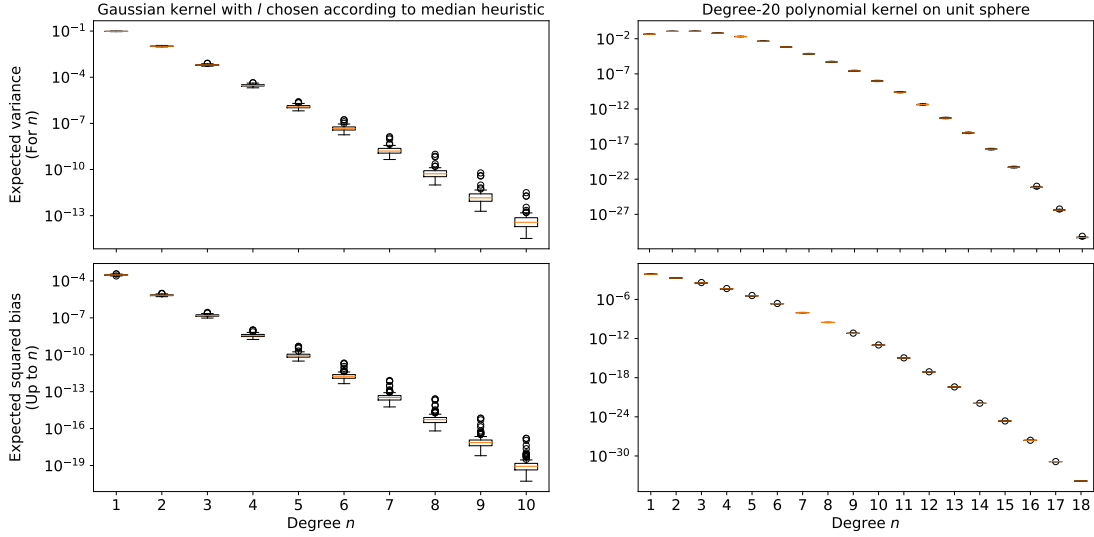 Gaussian kernel with l chosen according to median heuristic
Expected variance
(For n)
10^−1
10^−4
10^−7
10^−10
10^−13
Degree-20 polynomial kernel on unit sphere
10^−2
10^−7
10^−12
10^−17
10^−22
10^−27
Expected squared bias
(Up to n)
10^−4
10^−7
10^−10
10^−13
10^−16
10^−19
1 2 3 4 5 6 7 8 9 10
Degree n
10^−6
10^−12
10^−18
10^−24
10^−30
1 2 3 4 5 6 7 8 9 10 11 12 13 14 15 16 17 18
Degree n